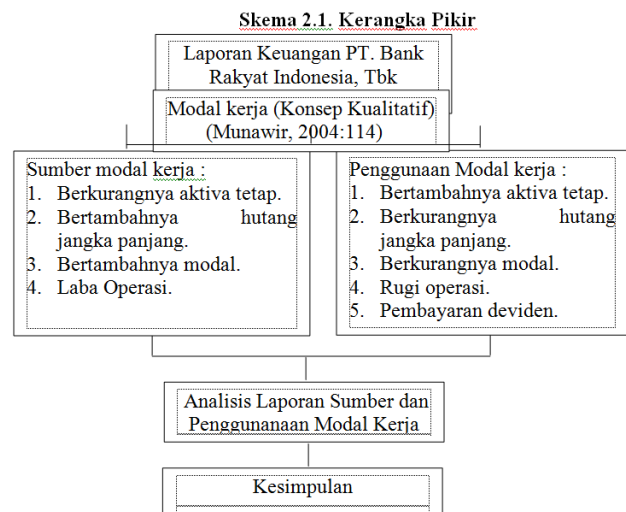 Skema 2.1. Kerangka Pikir
Laporan Keuangan PT. Bank
Rakyat Indonesia, Tbk
Modal kerja (Konsep Kualitatif)
(Munawir, 2004:114)
Sumber modal kerja :
1. Berkurangnya aktiva tetap.
2. Bertambahnya hutang
jangka panjang.
3. Bertambahnya modal.
4. Laba Operasi.
Penggunaan Modal kerja :
1. Bertambahnya aktiva tetap.
2. Berkurangnya hutang
jangka panjang.
3. Berkurangnya modal.
4. Rugi operasi.
5. Pembayaran deviden.
Analisis Laporan Sumber dan
Penggunanaan Modal Kerja
Kesimpulan